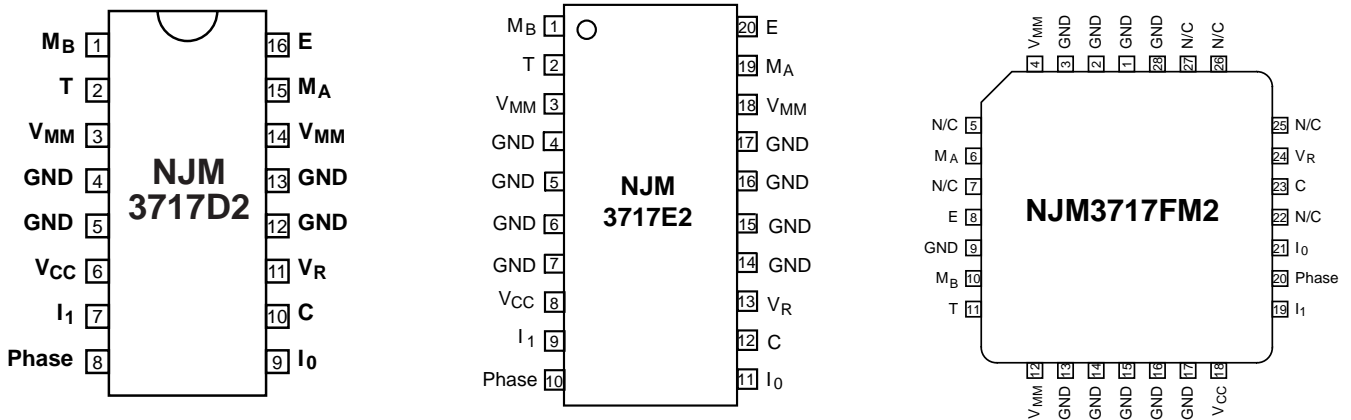 MB 1 16 E
T 2 15 MA
VMM 3 14 VMM
GND 4 13 GND
GND 5 12 GND
VCC 6 11 VR
I1 7 10 C
Phase 8 9 I0
NJM
3717D2
MB 1 20 E
T 2 19 MA
VMM 3 18 VMM
GND 4 17 GND
GND 5 16 GND
GND 6 15 GND
GND 7 14 GND
VCC 8 13 VR
I1 9 12 C
Phase 10 11 I0
NJM
3717E2
VMM GND GND GND GND N/C N/C
4 3 2 1 28 27 26
N/C 5 25 N/C
MA 6 24 VR
N/C 7 23 C
E 8 22 N/C
GND 9 21 I0
MB 10 20 Phase
T 11 19 I1
NJM3717FM2
12 13 14 15 16 17 18
VMM GND GND GND GND GND VCC